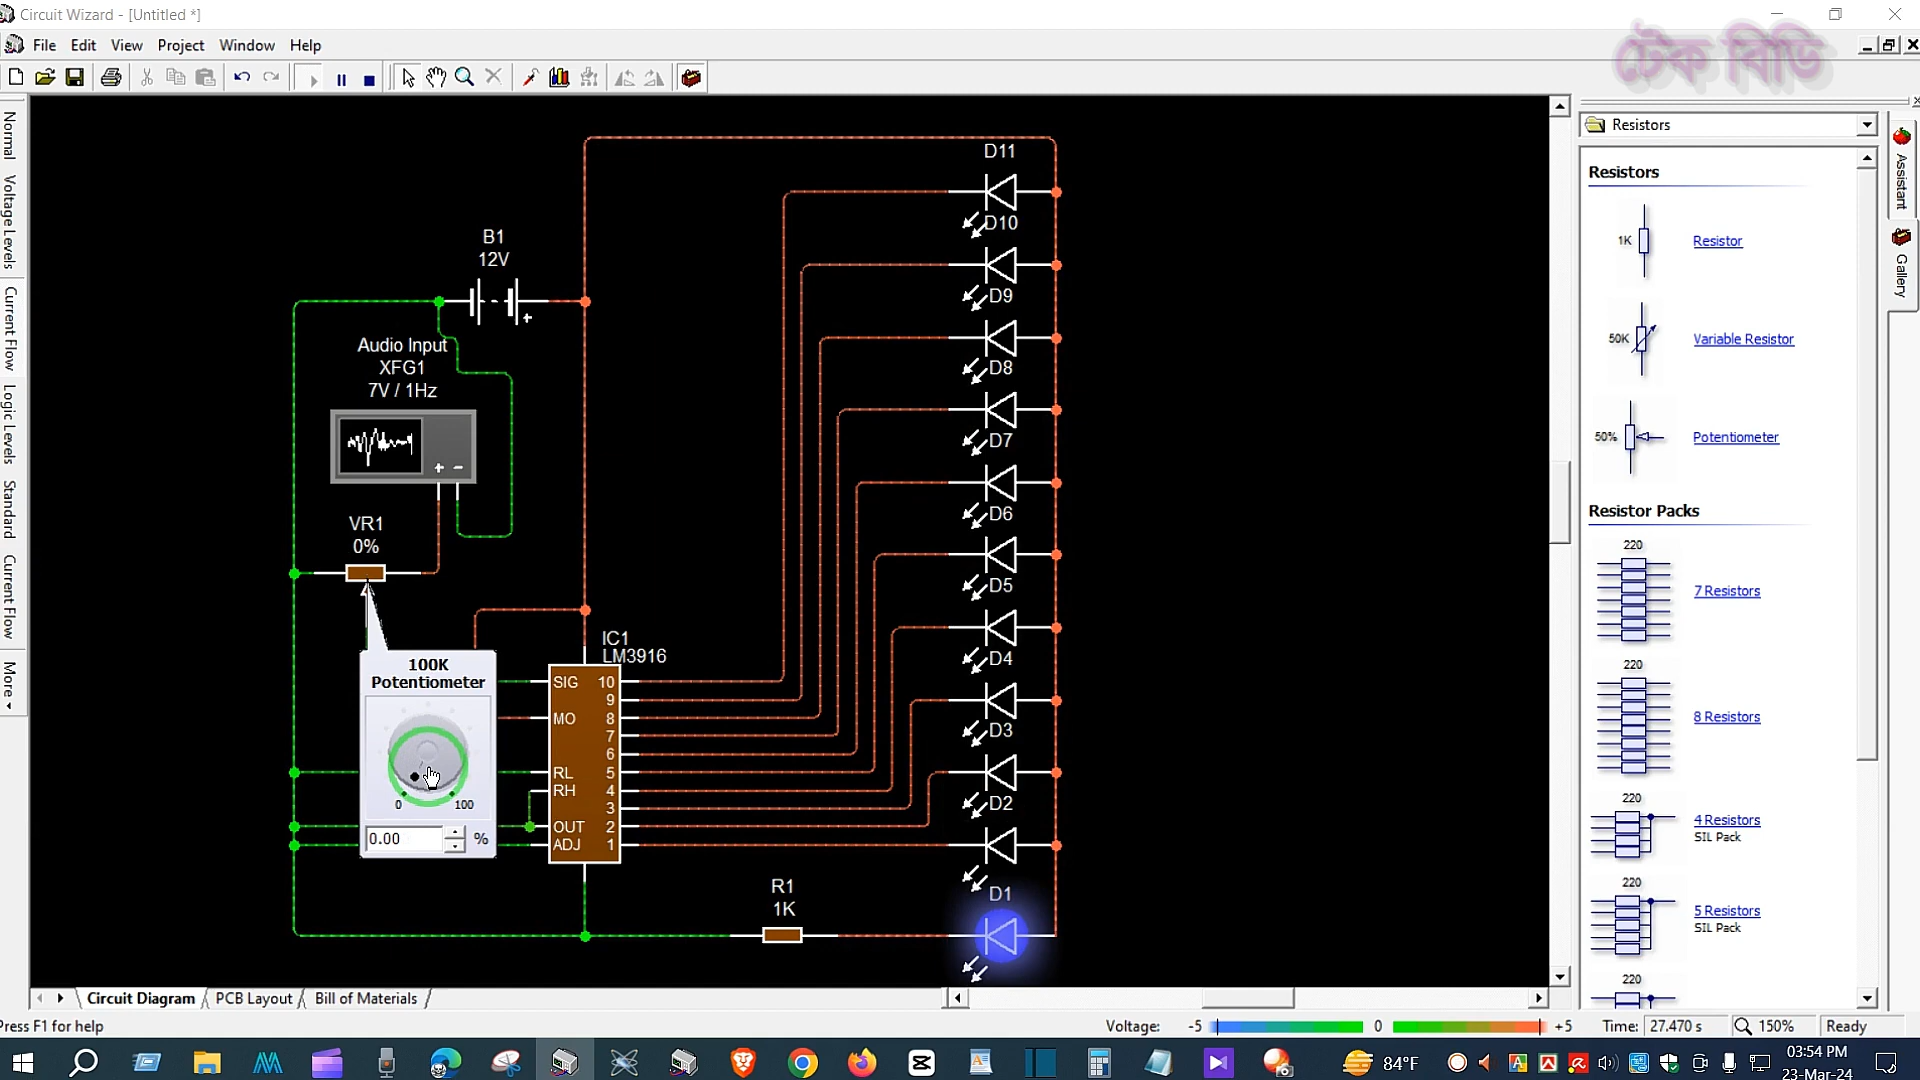 Circuit Wizard - [Untitled *]
টেক বিডি
File Edit View Project Window Help
Normal
Voltage Levels
Current Flow
Logic Levels
Standard
Current Flow
More
D11
D10
D9
D8
D7
D6
D5
D4
D3
D2
D1
B1
12V
+
Audio Input
XFG1
7V / 1Hz
+ -
VR1
0%
IC1
LM3916
100K
Potentiometer
0 100
0.00 %
SIG 10
9
MO 8
7
6
RL 5
RH 4
3
OUT 2
ADJ 1
R1
1K
Resistors
Resistors
1K Resistor
50K Variable Resistor
50% Potentiometer
Resistor Packs
220
7 Resistors
220
8 Resistors
220
4 Resistors
SIL Pack
220
5 Resistors
SIL Pack
220
Assistant
Gallery
Circuit Diagram PCB Layout Bill of Materials
Press F1 for help
Voltage: -5 0 +5 Time: 27.470 s 150% Ready
84°F
03:54 PM
23-Mar-24